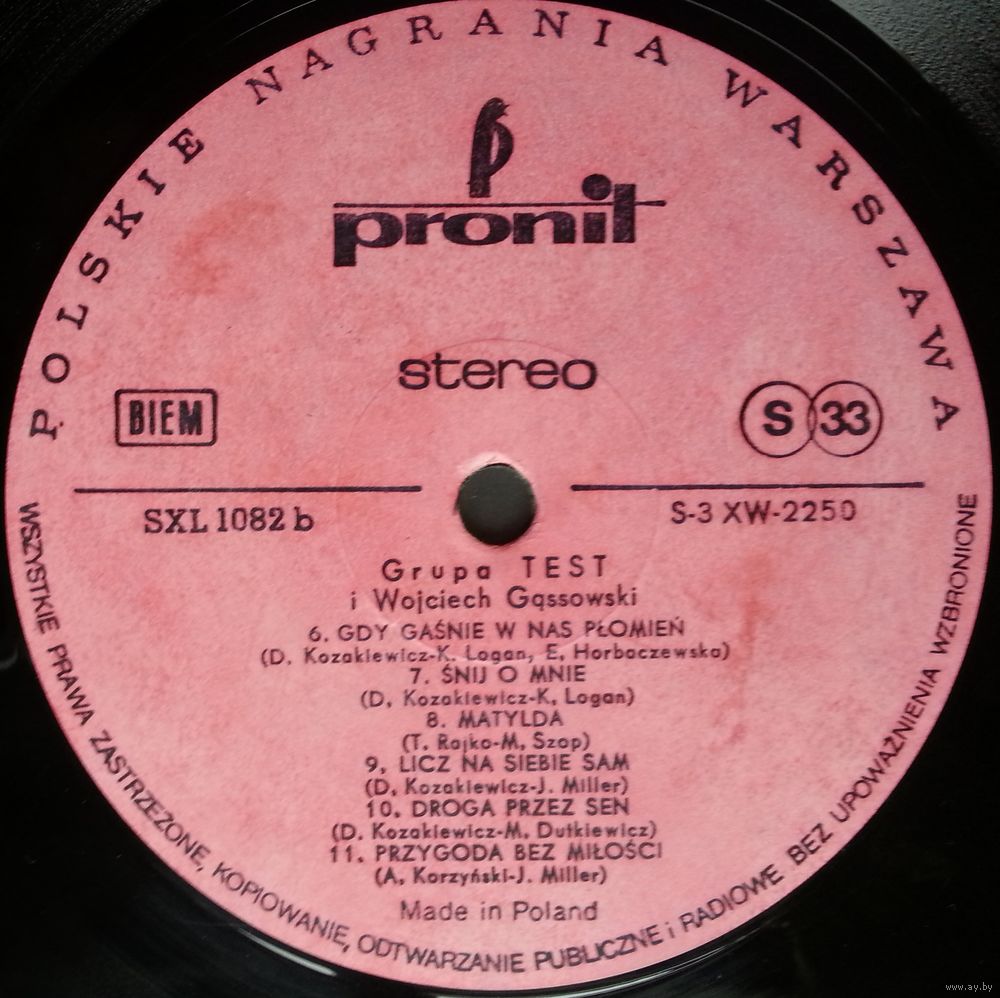 POLSKIE NAGRANIA WARSZAWA
pronit
stereo
BIEM
S 33
SXL 1082 b
S-3 XW-2250
Grupa TEST
i Wojciech Gąssowski
6. GDY GAŚNIE W NAS PŁOMIEŃ
(D. Kozakiewicz-K. Logan, E. Horbaczewska)
7. ŚNIJ O MNIE
(D. Kozakiewicz-K. Logan)
8. MATYLDA
(T. Rajko-M. Szop)
9. LICZ NA SIEBIE SAM
(D. Kozakiewicz-J. Miller)
10. DROGA PRZEZ SEN
(D. Kozakiewicz-M. Dutkiewicz)
11. PRZYGODA BEZ MIŁOŚCI
(A. Korzyński-J. Miller)
Made in Poland
WSZYSTKIE PRAWA ZASTRZEŻONE, KOPIOWANIE, ODTWARZANIE PUBLICZNE i RADIOWE BEZ UPOWAŻNIENIA WZBRONIONE
www.ay.by